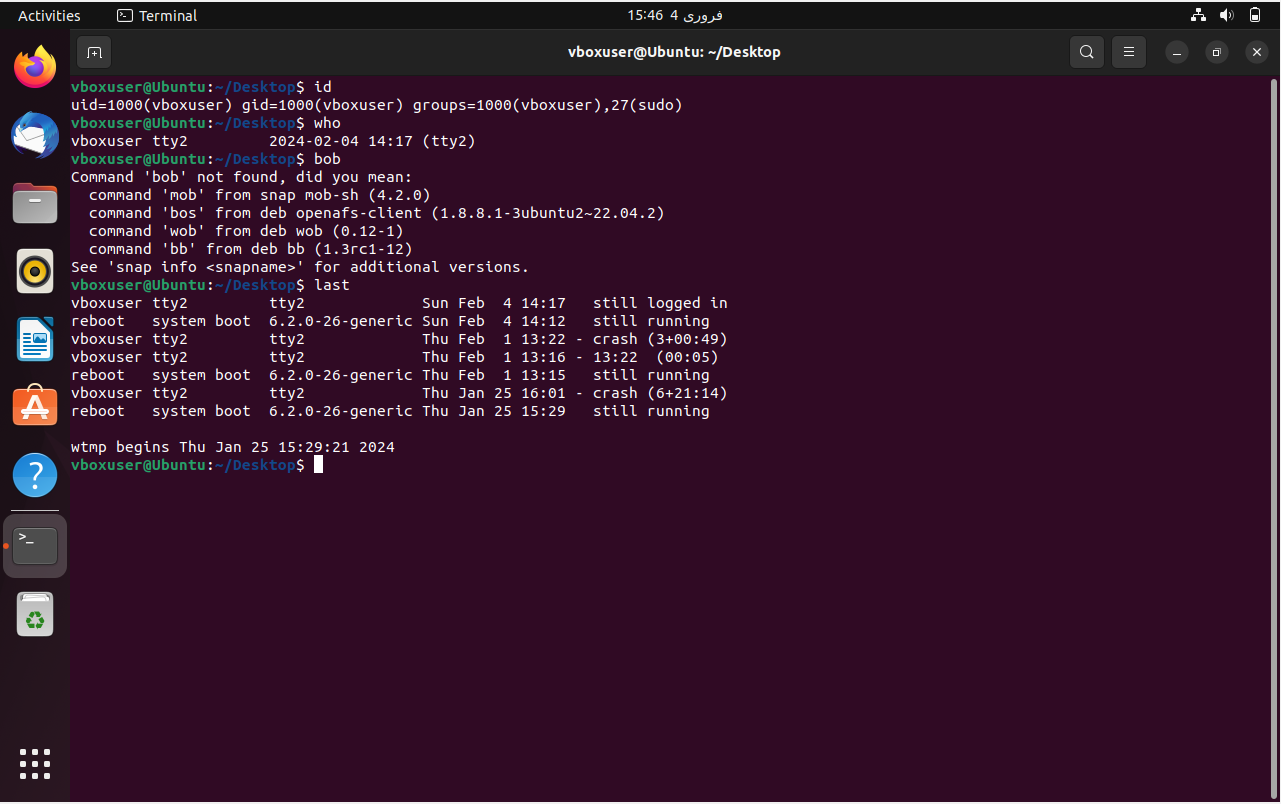 Activities
Terminal
15:46 4 فروری
vboxuser@Ubuntu: ~/Desktop
vboxuser@Ubuntu:~/Desktop$ id
uid=1000(vboxuser) gid=1000(vboxuser) groups=1000(vboxuser),27(sudo)
vboxuser@Ubuntu:~/Desktop$ who
vboxuser tty2         2024-02-04 14:17 (tty2)
vboxuser@Ubuntu:~/Desktop$ bob
Command 'bob' not found, did you mean:
  command 'mob' from snap mob-sh (4.2.0)
  command 'bos' from deb openafs-client (1.8.8.1-3ubuntu2~22.04.2)
  command 'wob' from deb wob (0.12-1)
  command 'bb' from deb bb (1.3rc1-12)
See 'snap info <snapname>' for additional versions.
vboxuser@Ubuntu:~/Desktop$ last
vboxuser tty2         tty2             Sun Feb  4 14:17   still logged in
reboot   system boot  6.2.0-26-generic Sun Feb  4 14:12   still running
vboxuser tty2         tty2             Thu Feb  1 13:22 - crash (3+00:49)
vboxuser tty2         tty2             Thu Feb  1 13:16 - 13:22  (00:05)
reboot   system boot  6.2.0-26-generic Thu Feb  1 13:15   still running
vboxuser tty2         tty2             Thu Jan 25 16:01 - crash (6+21:14)
reboot   system boot  6.2.0-26-generic Thu Jan 25 15:29   still running
wtmp begins Thu Jan 25 15:29:21 2024
vboxuser@Ubuntu:~/Desktop$